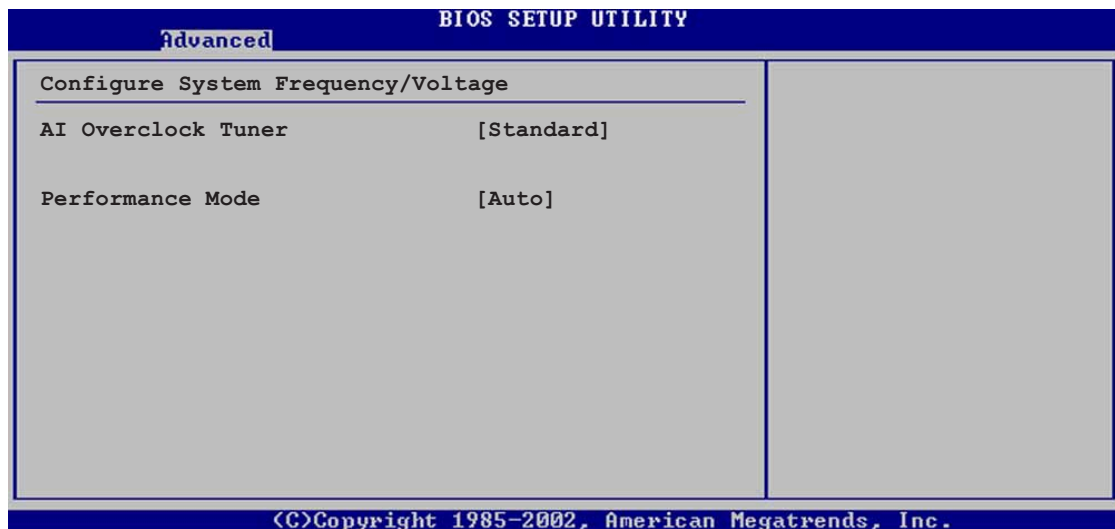 BIOS SETUP UTILITY
Advanced
Configure System Frequency/Voltage
AI Overclock Tuner [Standard]
Performance Mode [Auto]
(C)Copyright 1985-2002, American Megatrends, Inc.